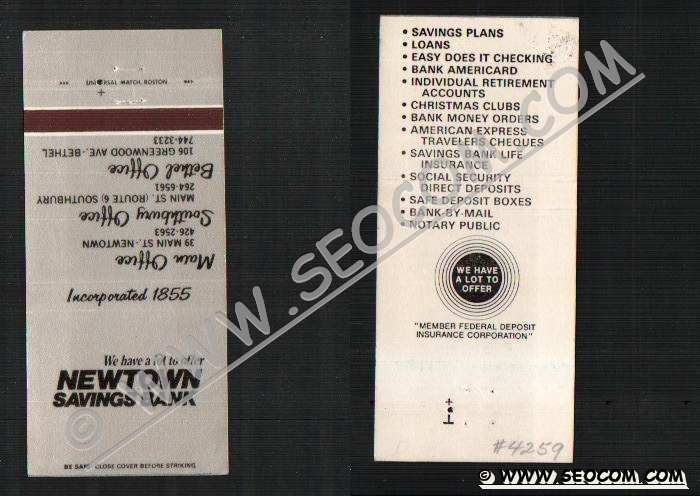 UNIVERSAL MATCH, BOSTON
744-3233
106 GREENWOOD AVE., BETHEL
Bethel Office
264-6561
MAIN ST. (ROUTE 6) SOUTHBURY
Southbury Office
426-2563
39 MAIN ST. - NEWTOWN
Main Office
Incorporated 1855
We have a lot to offer
NEWTOWN
SAVINGS BANK
BE SAFE - CLOSE COVER BEFORE STRIKING
• SAVINGS PLANS
• LOANS
• EASY DOES IT CHECKING
• BANK AMERICARD
• INDIVIDUAL RETIREMENT
ACCOUNTS
• CHRISTMAS CLUBS
• BANK MONEY ORDERS
• AMERICAN EXPRESS
TRAVELERS CHEQUES
• SAVINGS BANK LIFE
INSURANCE
• SOCIAL SECURITY
DIRECT DEPOSITS
• SAFE DEPOSIT BOXES
• BANK-BY-MAIL
• NOTARY PUBLIC
WE HAVE
A LOT TO
OFFER
"MEMBER FEDERAL DEPOSIT
INSURANCE CORPORATION"
#4259
© WWW.SEOCOM.COM
© WWW.SEOCOM.COM